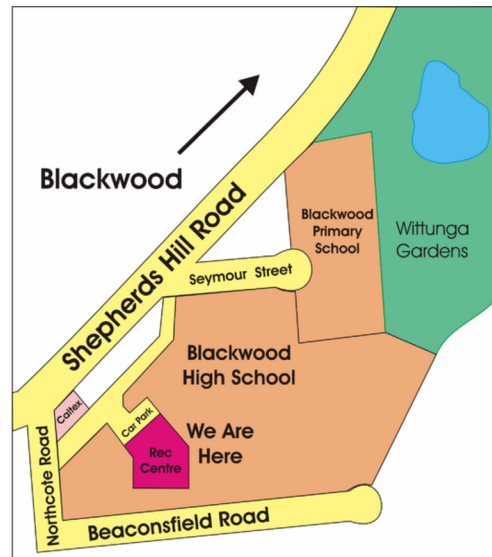 Blackwood
Shepherds Hill Road
Blackwood
Primary
School
Wittunga
Gardens
Seymour Street
Blackwood
High School
Caltex
Car Park
We Are
Here
Rec
Centre
Northcote Road
Beaconsfield Road